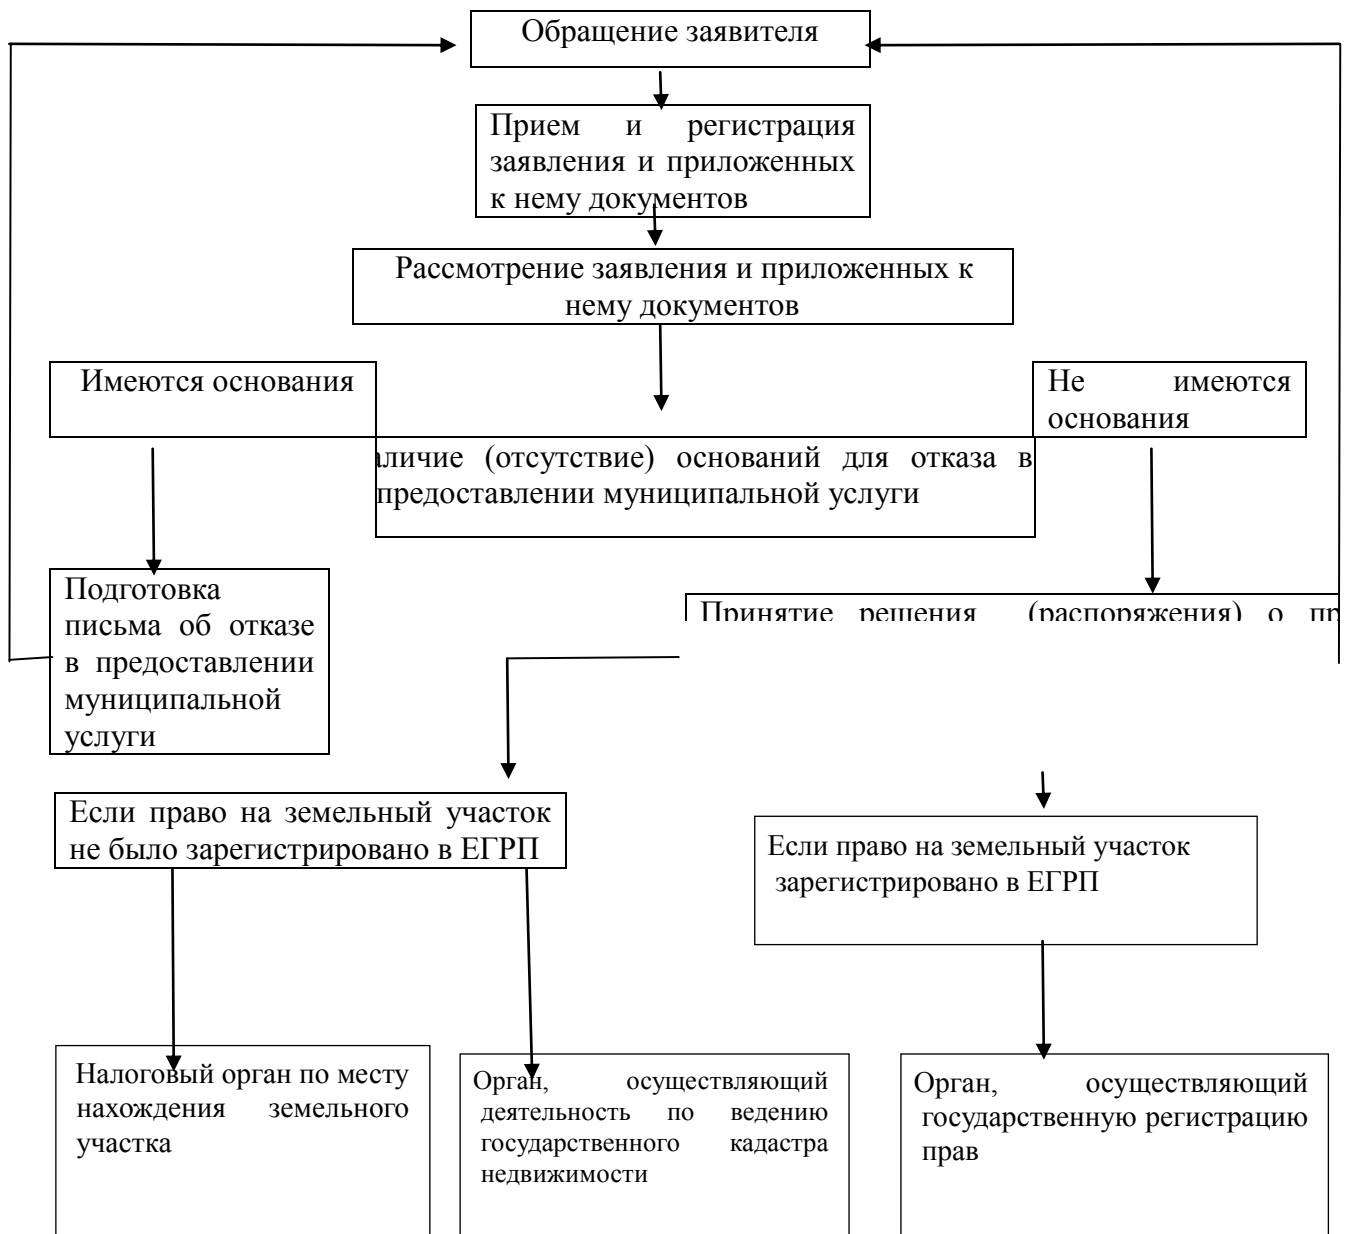 Обращение заявителя
Прием и регистрация
заявления и приложенных
к нему документов
Рассмотрение заявления и приложенных к
нему документов
Имеются основания
Не имеются
основания
аличие (отсутствие) оснований для отказа в
предоставлении муниципальной услуги
Подготовка
письма об отказе
в предоставлении
муниципальной
услуги
Принятие решения (распоряжения) о пр
Если право на земельный участок
не было зарегистрировано в ЕГРП
Если право на земельный участок
зарегистрировано в ЕГРП
Налоговый орган по месту
нахождения земельного
участка
Орган, осуществляющий
деятельность по ведению
государственного кадастра
недвижимости
Орган, осуществляющий
государственную регистрацию
прав